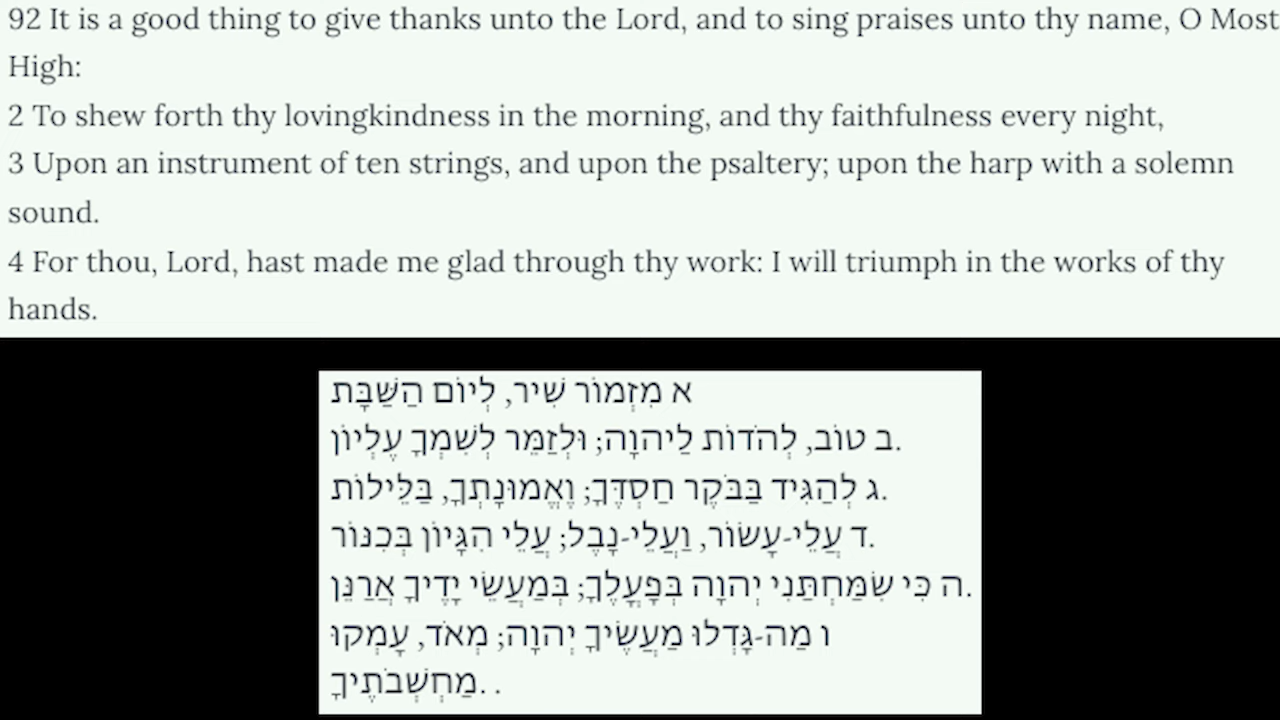 92 It is a good thing to give thanks unto the Lord, and to sing praises unto thy name, O Most
High:
2 To shew forth thy lovingkindness in the morning, and thy faithfulness every night,
3 Upon an instrument of ten strings, and upon the psaltery; upon the harp with a solemn
sound.
4 For thou, Lord, hast made me glad through thy work: I will triumph in the works of thy
hands.
א מִזְמוֹר שִׁיר, לְיוֹם הַשַּׁבָּת
ב טוֹב, לְהֹדוֹת לַיהוָה; וּלְזַמֵּר לְשִׁמְךָ עֶלְיוֹן.
ג לְהַגִּיד בַּבֹּקֶר חַסְדֶּךָ; וֶאֱמוּנָתְךָ, בַּלֵּילוֹת.
ד עֲלֵי-עָשׂוֹר, וַעֲלֵי-נָבֶל; עֲלֵי הִגָּיוֹן בְּכִנּוֹר.
ה כִּי שִׂמַּחְתַּנִי יְהוָה בְּפָעֳלֶךָ; בְּמַעֲשֵׂי יָדֶיךָ אֲרַנֵּן.
ו מַה-גָּדְלוּ מַעֲשֶׂיךָ יְהוָה; מְאֹד, עָמְקוּ
מַחְשְׁבֹתֶיךָ. .